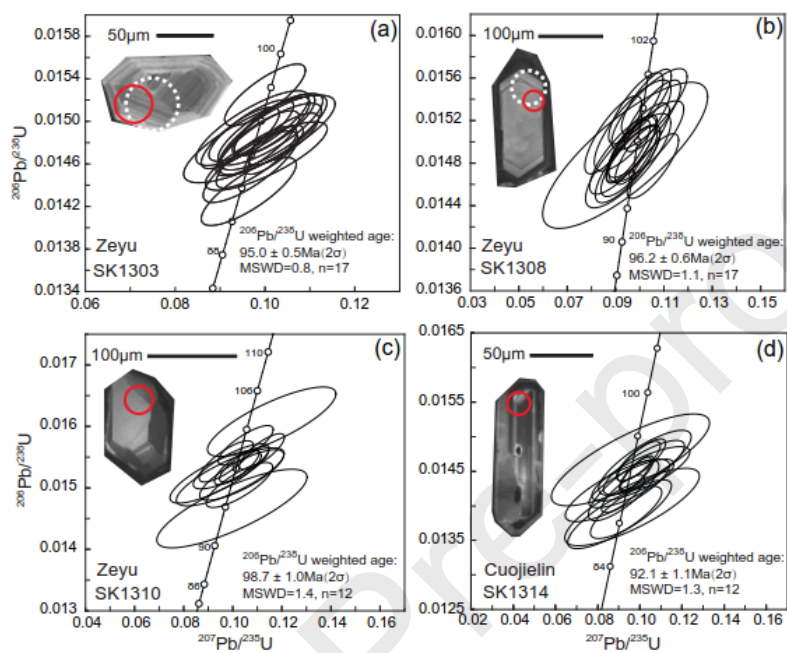 50μm
(a)
0.0158
0.0154
0.0150
0.0146
0.0142
0.0138
0.0134
206Pb/238U
100
88
Zeyu
SK1303
206Pb/238U weighted age:
95.0 ± 0.5Ma(2σ)
MSWD=0.8, n=17
0.06
0.08
0.10
0.12
100μm
(b)
0.0160
0.0156
0.0152
0.0148
0.0144
0.0140
0.0136
102
90
Zeyu
SK1308
206Pb/238U weighted age:
96.2 ± 0.6Ma(2σ)
MSWD=1.1, n=17
0.03
0.05
0.07
0.09
0.11
0.13
0.15
100μm
(c)
0.017
0.016
0.015
0.014
0.013
206Pb/238U
110
106
90
86
Zeyu
SK1310
206Pb/238U weighted age:
98.7 ± 1.0Ma(2σ)
MSWD=1.4, n=12
0.04
0.06
0.08
0.10
0.12
0.14
0.16
207Pb/235U
50μm
(d)
0.0165
0.0155
0.0145
0.0135
0.0125
100
84
Cuojielin
SK1314
206Pb/238U weighted age:
92.1 ± 1.1Ma(2σ)
MSWD=1.3, n=12
0.02
0.04
0.06
0.08
0.10
0.12
0.14
0.16
207Pb/235U
Pre-pro